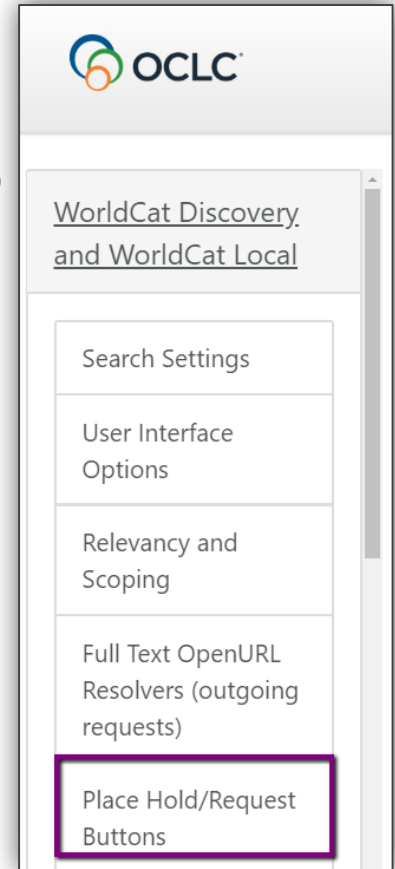 OCLC
WorldCat Discovery
and WorldCat Local
Search Settings
User Interface
Options
Relevancy and
Scoping
Full Text OpenURL
Resolvers (outgoing
requests)
Place Hold/Request
Buttons